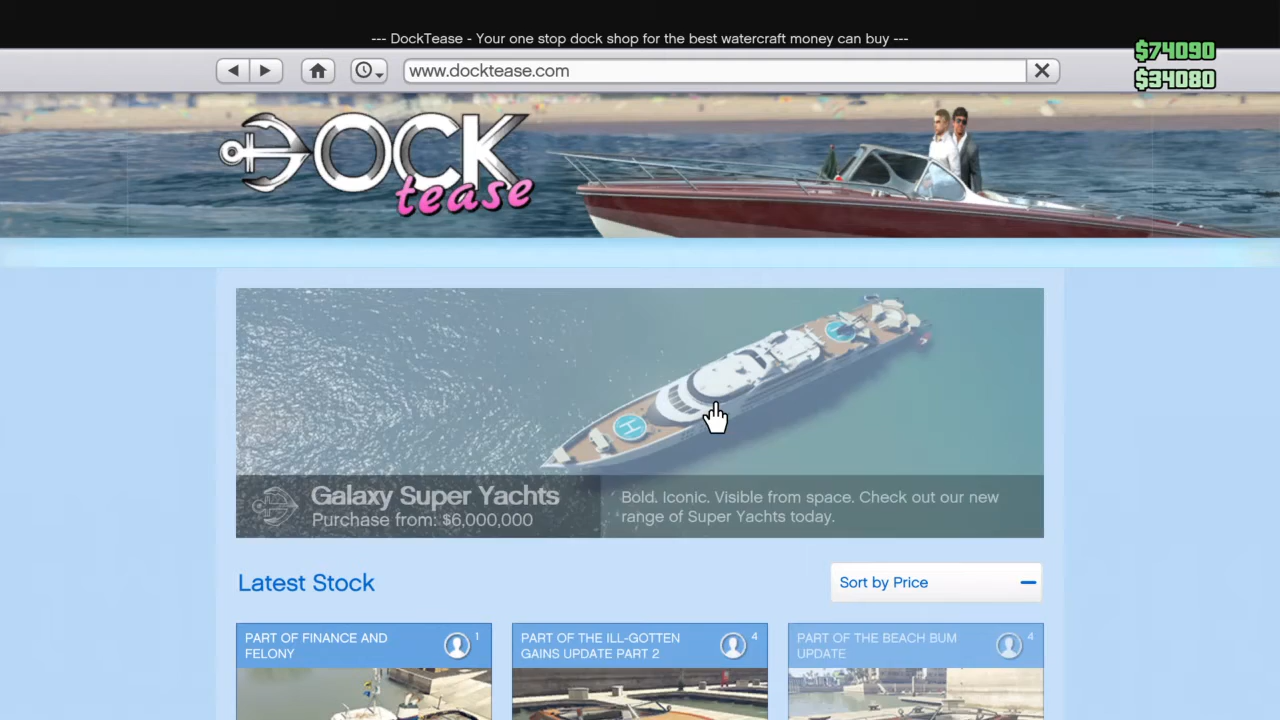 --- DockTease - Your one stop dock shop for the best watercraft money can buy ---
$74090
www.docktease.com
$34080
DOCK
tease
H
H
Galaxy Super Yachts
Purchase from: $6,000,000
Bold. Iconic. Visible from space. Check out our new
range of Super Yachts today.
Latest Stock
Sort by Price
PART OF FINANCE AND
FELONY
1
PART OF THE ILL-GOTTEN
GAINS UPDATE PART 2
4
PART OF THE BEACH BUM
UPDATE
4